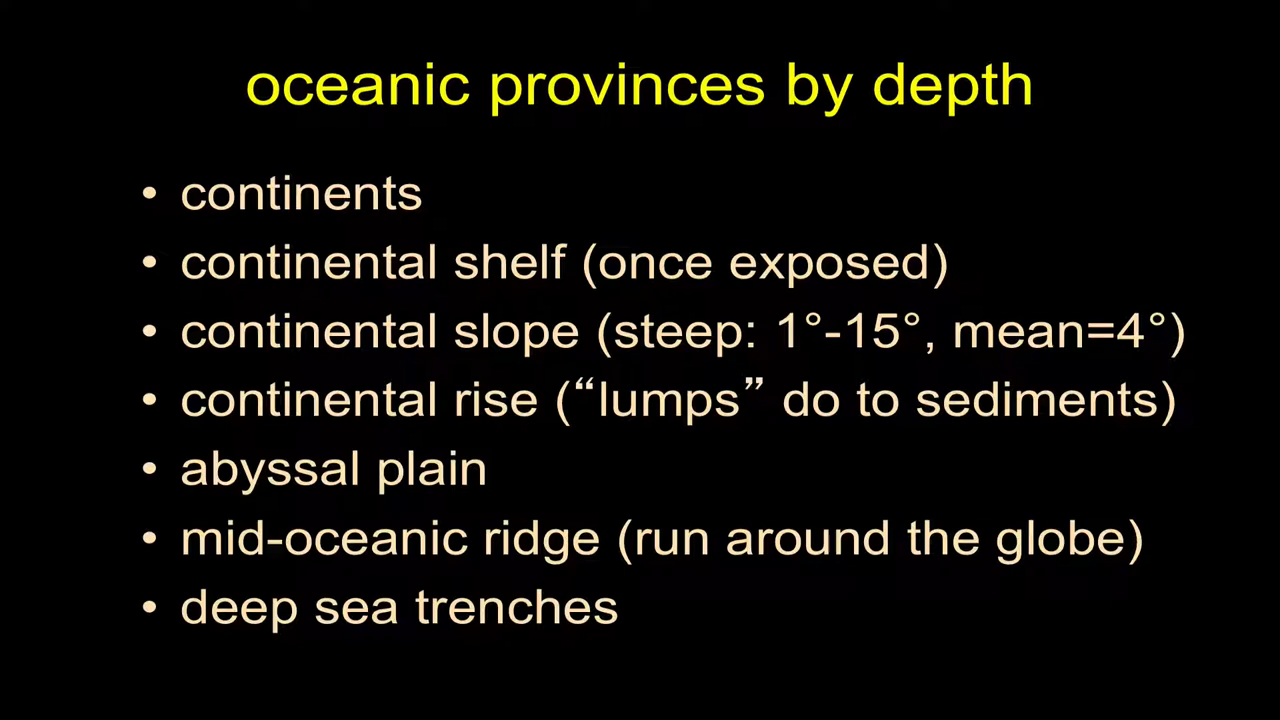 oceanic provinces by depth
• continents
• continental shelf (once exposed)
• continental slope (steep: 1°-15°, mean=4°)
• continental rise (“lumps” do to sediments)
• abyssal plain
• mid-oceanic ridge (run around the globe)
• deep sea trenches